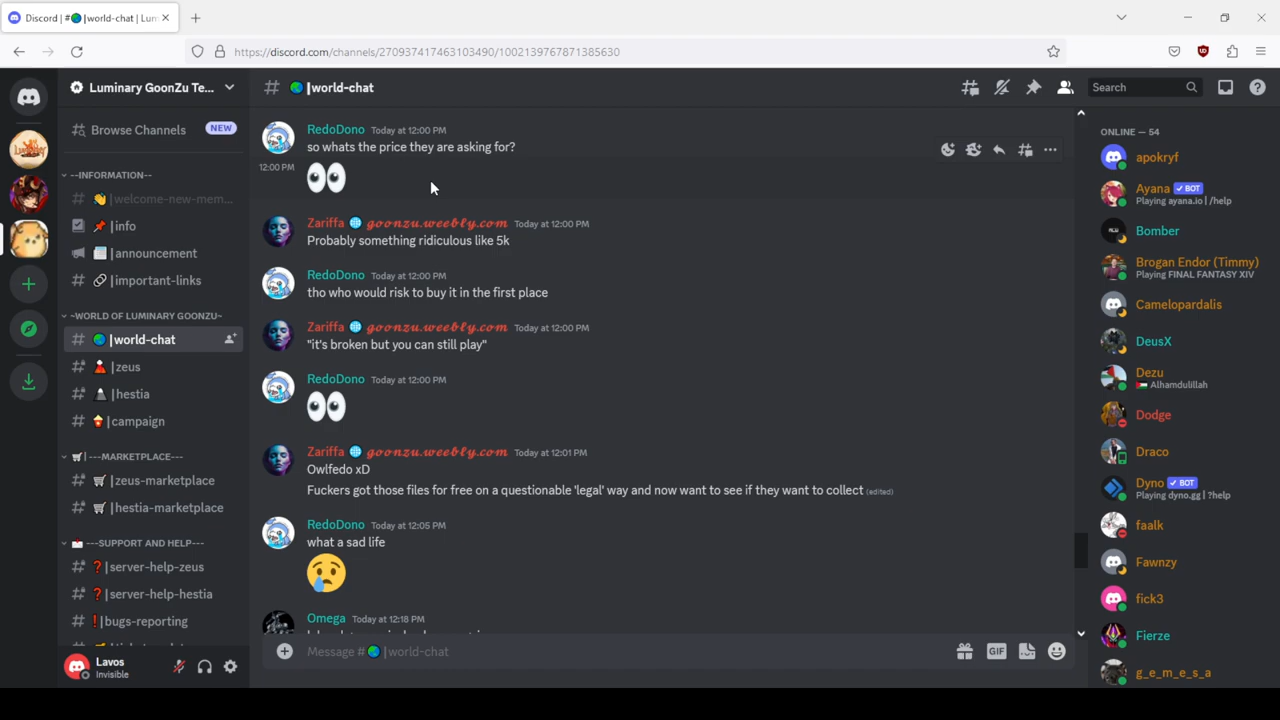 Discord | #🌏|world-chat | Lum
https://discord.com/channels/270937417463103490/1002139767871385630
Luminary GoonZu Te...
🌏|world-chat
Search
Browse Channels
NEW
--INFORMATION--
👋|welcome-new-mem...
📌|info
|announcement
🔗|important-links
~WORLD OF LUMINARY GOONZU~
🌏|world-chat
|zeus
|hestia
|campaign
🛒|---MARKETPLACE---
🛒|zeus-marketplace
🛒|hestia-marketplace
📩---SUPPORT AND HELP---
❓|server-help-zeus
❓|server-help-hestia
❗|bugs-reporting
Lavos
Invisible
RedoDono Today at 12:00 PM
so whats the price they are asking for?
12:00 PM 👀
Zariffa 🌐 goonzu.weebly.com Today at 12:00 PM
Probably something ridiculous like 5k
RedoDono Today at 12:00 PM
tho who would risk to buy it in the first place
Zariffa 🌐 goonzu.weebly.com Today at 12:00 PM
"it's broken but you can still play"
RedoDono Today at 12:00 PM
👀
Zariffa 🌐 goonzu.weebly.com Today at 12:01 PM
Owlfedo xD
Fuckers got those files for free on a questionable 'legal' way and now want to see if they want to collect (edited)
RedoDono Today at 12:05 PM
what a sad life
😢
Omega Today at 12:18 PM
Message #🌏|world-chat
GIF
ONLINE — 54
apokryf
Ayana ✓ BOT
Playing ayana.io | /help
Bomber
Brogan Endor (Timmy)
Playing FINAL FANTASY XIV
Camelopardalis
DeusX
Dezu
🇵🇸 Alhamdulillah
Dodge
Draco
Dyno ✓ BOT
Playing dyno.gg | ?help
faalk
Fawnzy
fick3
Fierze
g_e_m_e_s_a